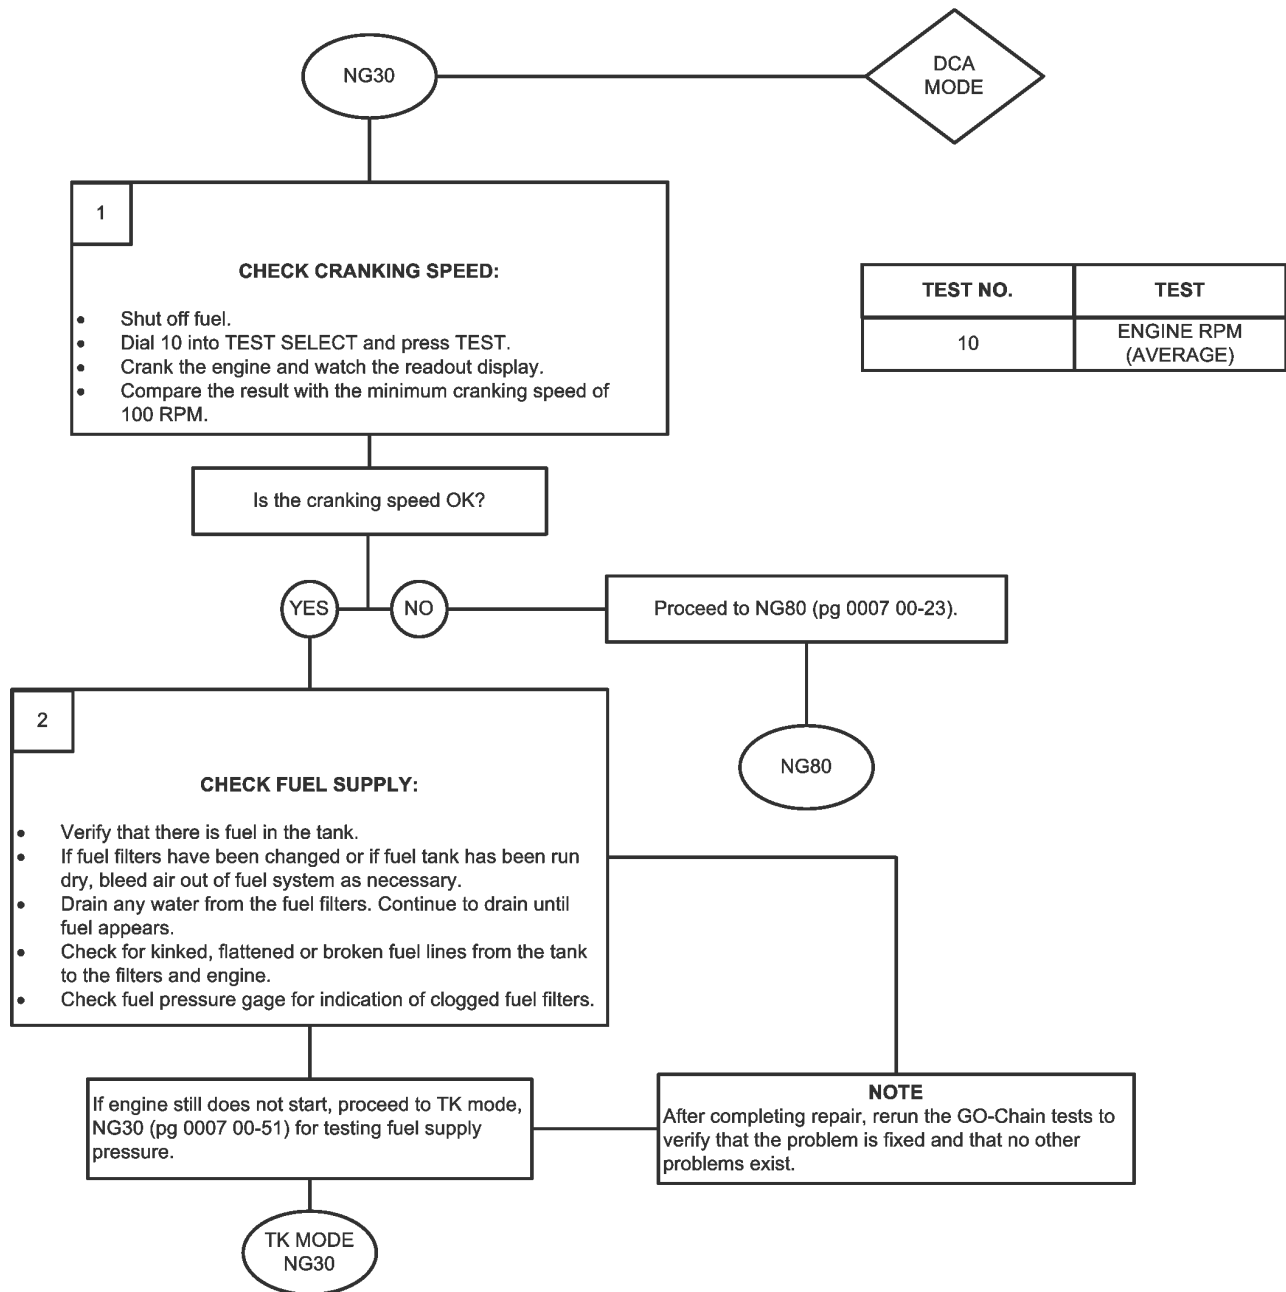 NG30
DCA
MODE
1
CHECK CRANKING SPEED:
• Shut off fuel.
• Dial 10 into TEST SELECT and press TEST.
• Crank the engine and watch the readout display.
• Compare the result with the minimum cranking speed of
100 RPM.
TEST NO. TEST
10 ENGINE RPM
(AVERAGE)
Is the cranking speed OK?
YES NO
Proceed to NG80 (pg 0007 00-23).
NG80
2
CHECK FUEL SUPPLY:
• Verify that there is fuel in the tank.
• If fuel filters have been changed or if fuel tank has been run
dry, bleed air out of fuel system as necessary.
• Drain any water from the fuel filters. Continue to drain until
fuel appears.
• Check for kinked, flattened or broken fuel lines from the tank
to the filters and engine.
• Check fuel pressure gage for indication of clogged fuel filters.
If engine still does not start, proceed to TK mode,
NG30 (pg 0007 00-51) for testing fuel supply
pressure.
NOTE
After completing repair, rerun the GO-Chain tests to
verify that the problem is fixed and that no other
problems exist.
TK MODE
NG30